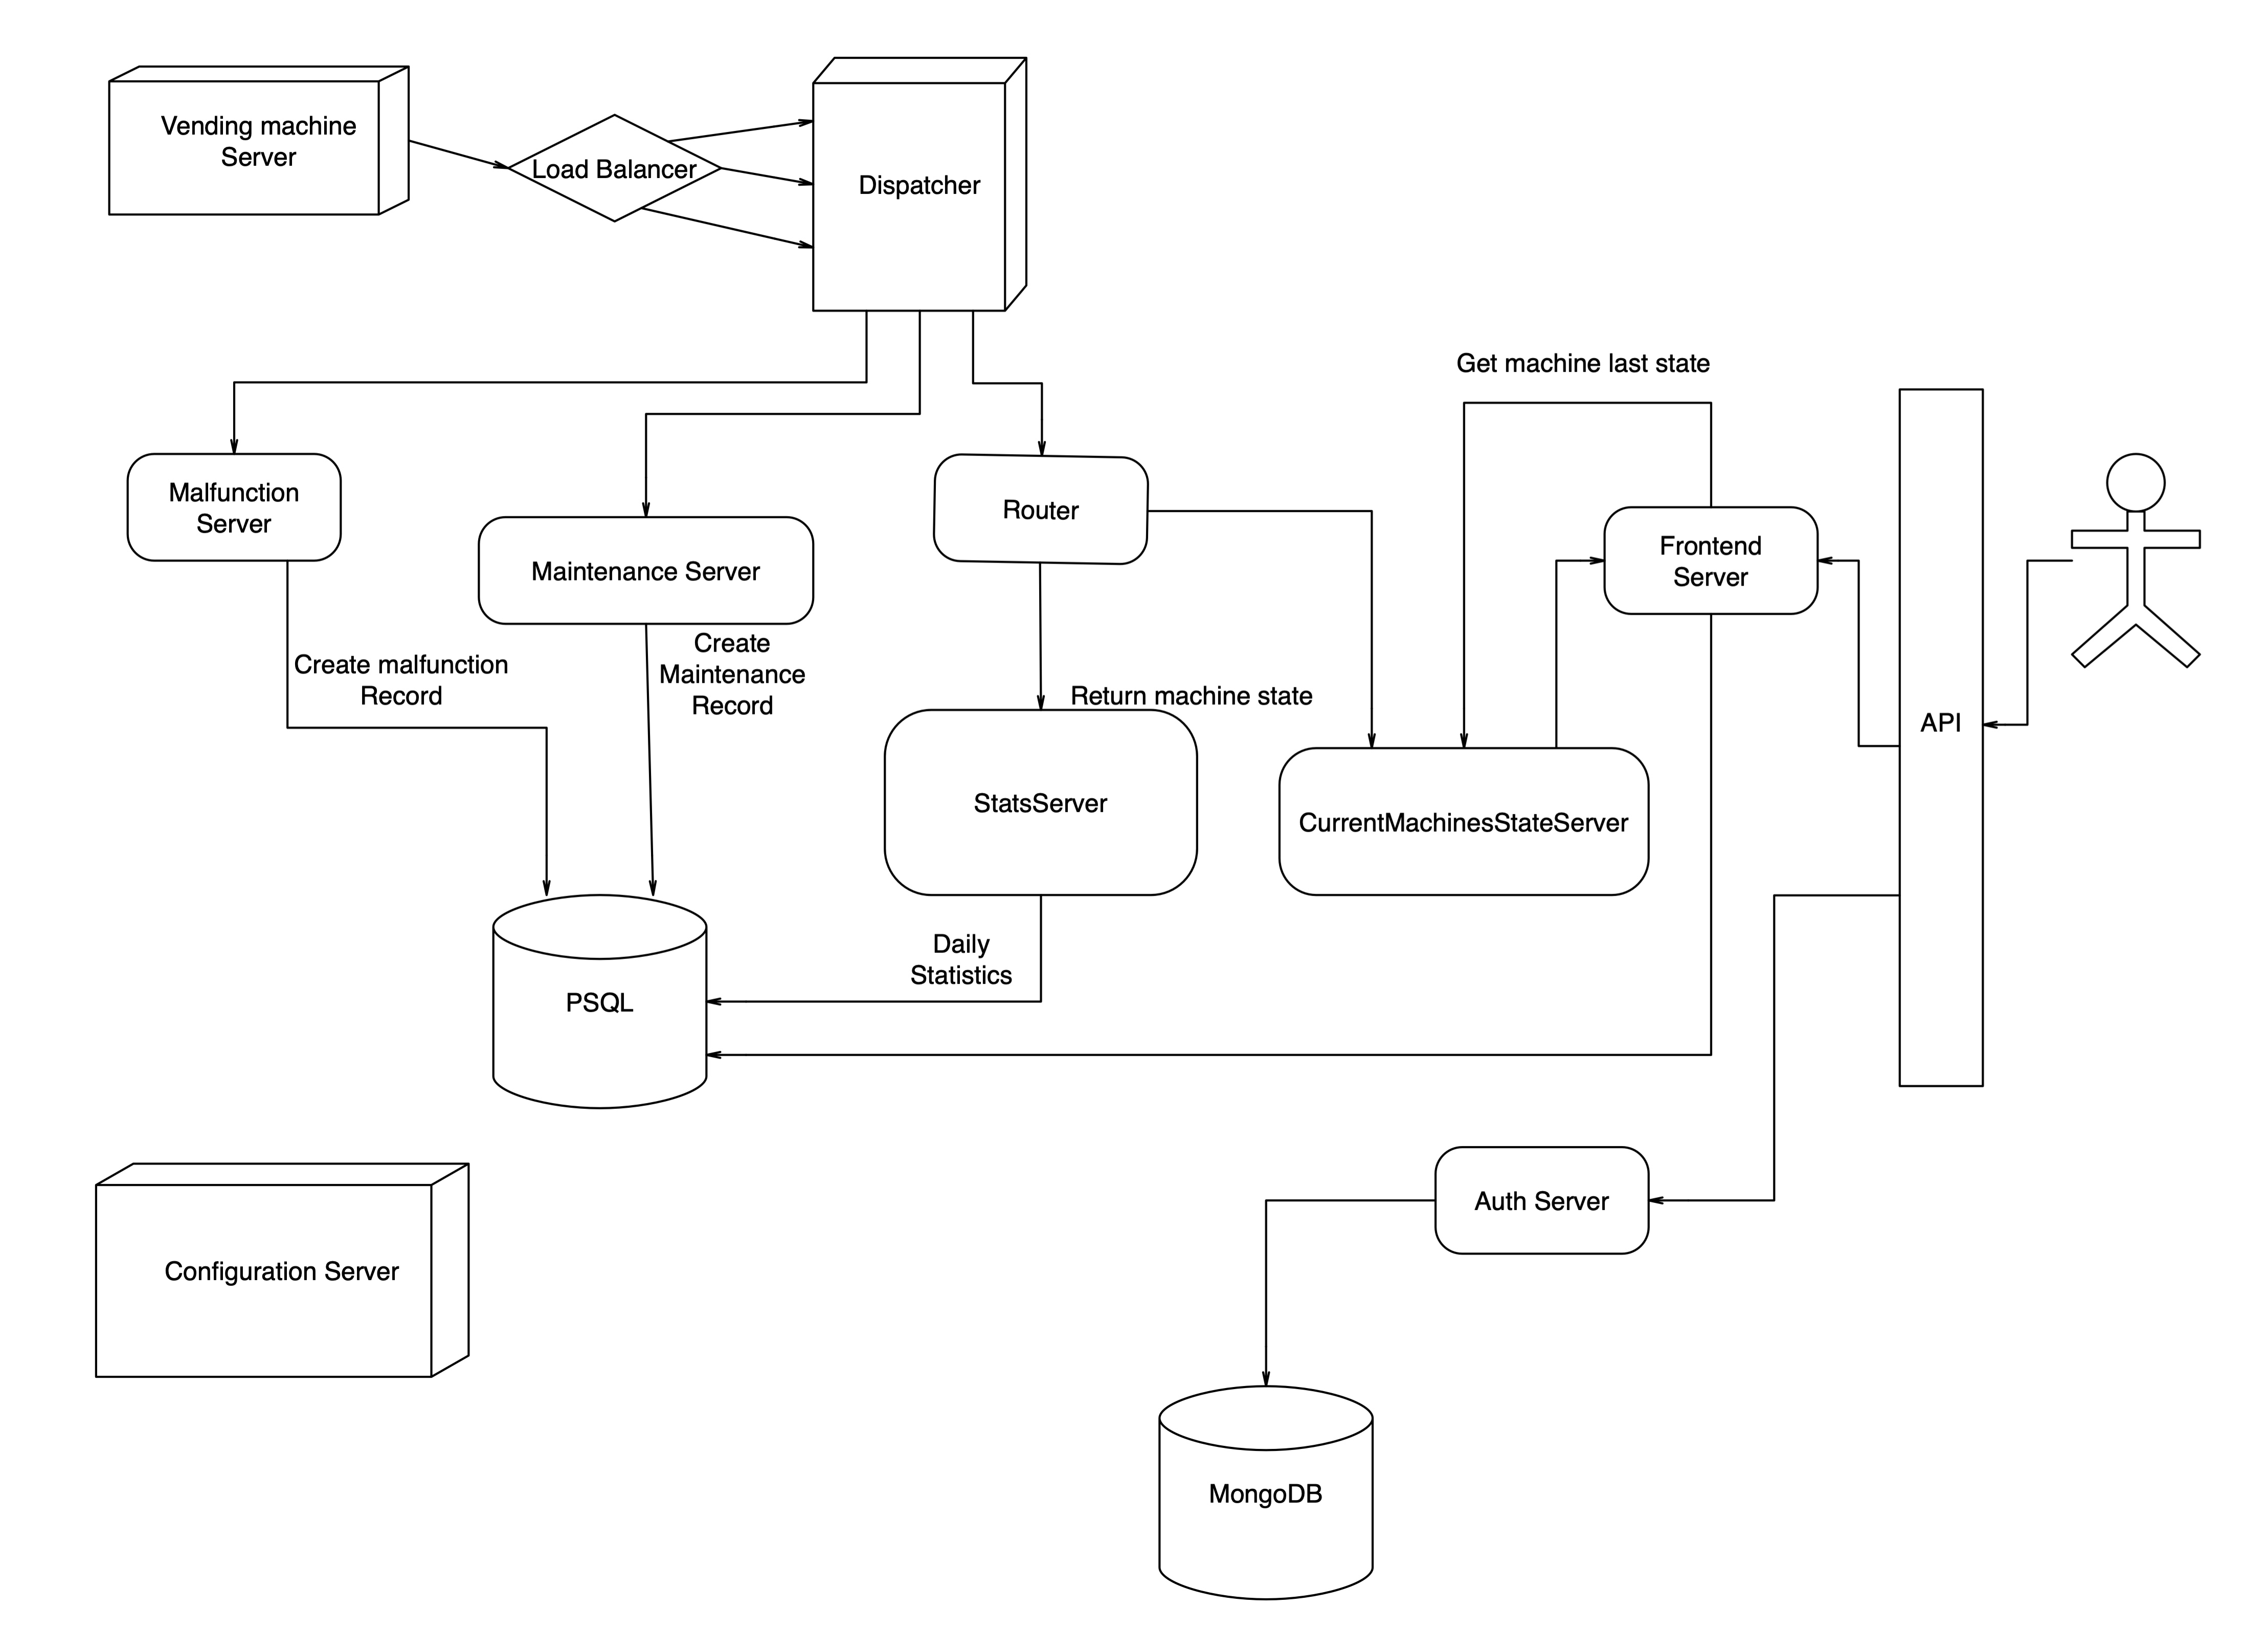 Vending machine
Server
Load Balancer
Dispatcher
Get machine last state
Malfunction
Server
Maintenance Server
Router
Frontend
Server
Create malfunction
Record
Create
Maintenance
Record
Return machine state
API
StatsServer
CurrentMachinesStateServer
Daily
Statistics
PSQL
Auth Server
Configuration Server
MongoDB